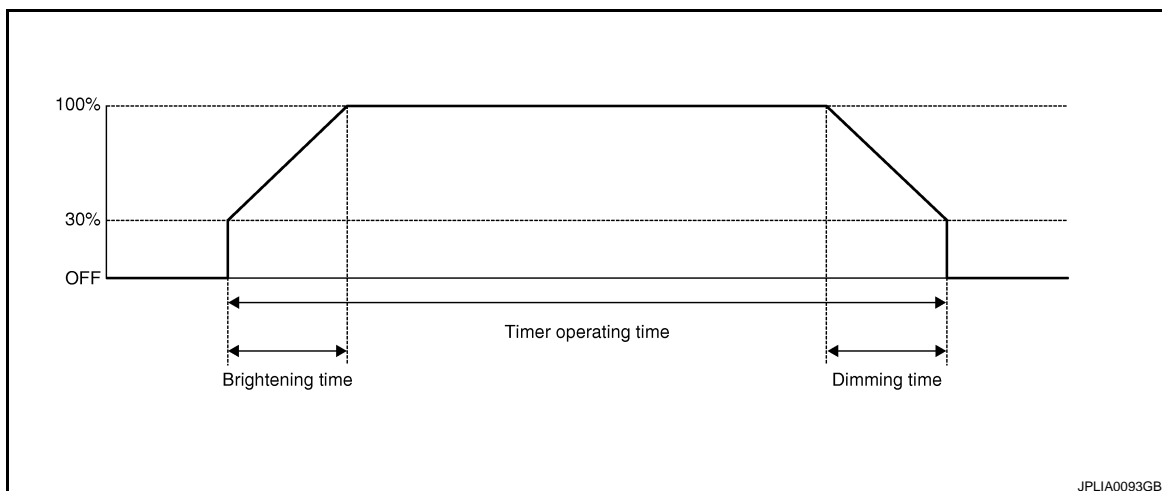 100%
30%
OFF
Timer operating time
Brightening time
Dimming time
JPLIA0093GB